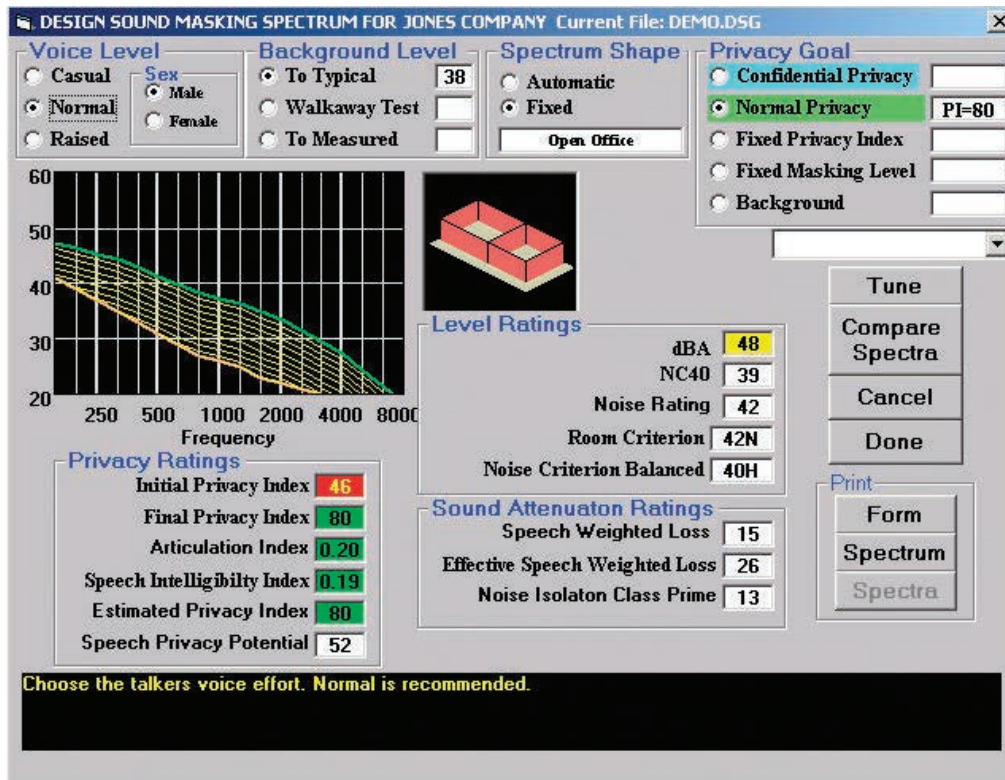 DESIGN SOUND MASKING SPECTRUM FOR JONES COMPANY Current File: DEMO.DSG
Voice Level
Casual
Normal
Raised
Sex
Male
Female
Background Level
To Typical 38
Walkaway Test
To Measured
Spectrum Shape
Automatic
Fixed
Open Office
Privacy Goal
Confidential Privacy
Normal Privacy PI=80
Fixed Privacy Index
Fixed Masking Level
Background
60
50
40
30
20
250 500 1000 2000 4000 8000
Frequency
Level Ratings
dBA 48
NC40 39
Noise Rating 42
Room Criterion 42N
Noise Criterion Balanced 40H
Tune
Compare
Spectra
Cancel
Done
Privacy Ratings
Initial Privacy Index 46
Final Privacy Index 80
Articulation Index 0.20
Speech Intelligibilty Index 0.19
Estimated Privacy Index 80
Speech Privacy Potential 52
Sound Attenuaton Ratings
Speech Weighted Loss 15
Effective Speech Weighted Loss 26
Noise Isolaton Class Prime 13
Print
Form
Spectrum
Spectra
Choose the talkers voice effort. Normal is recommended.